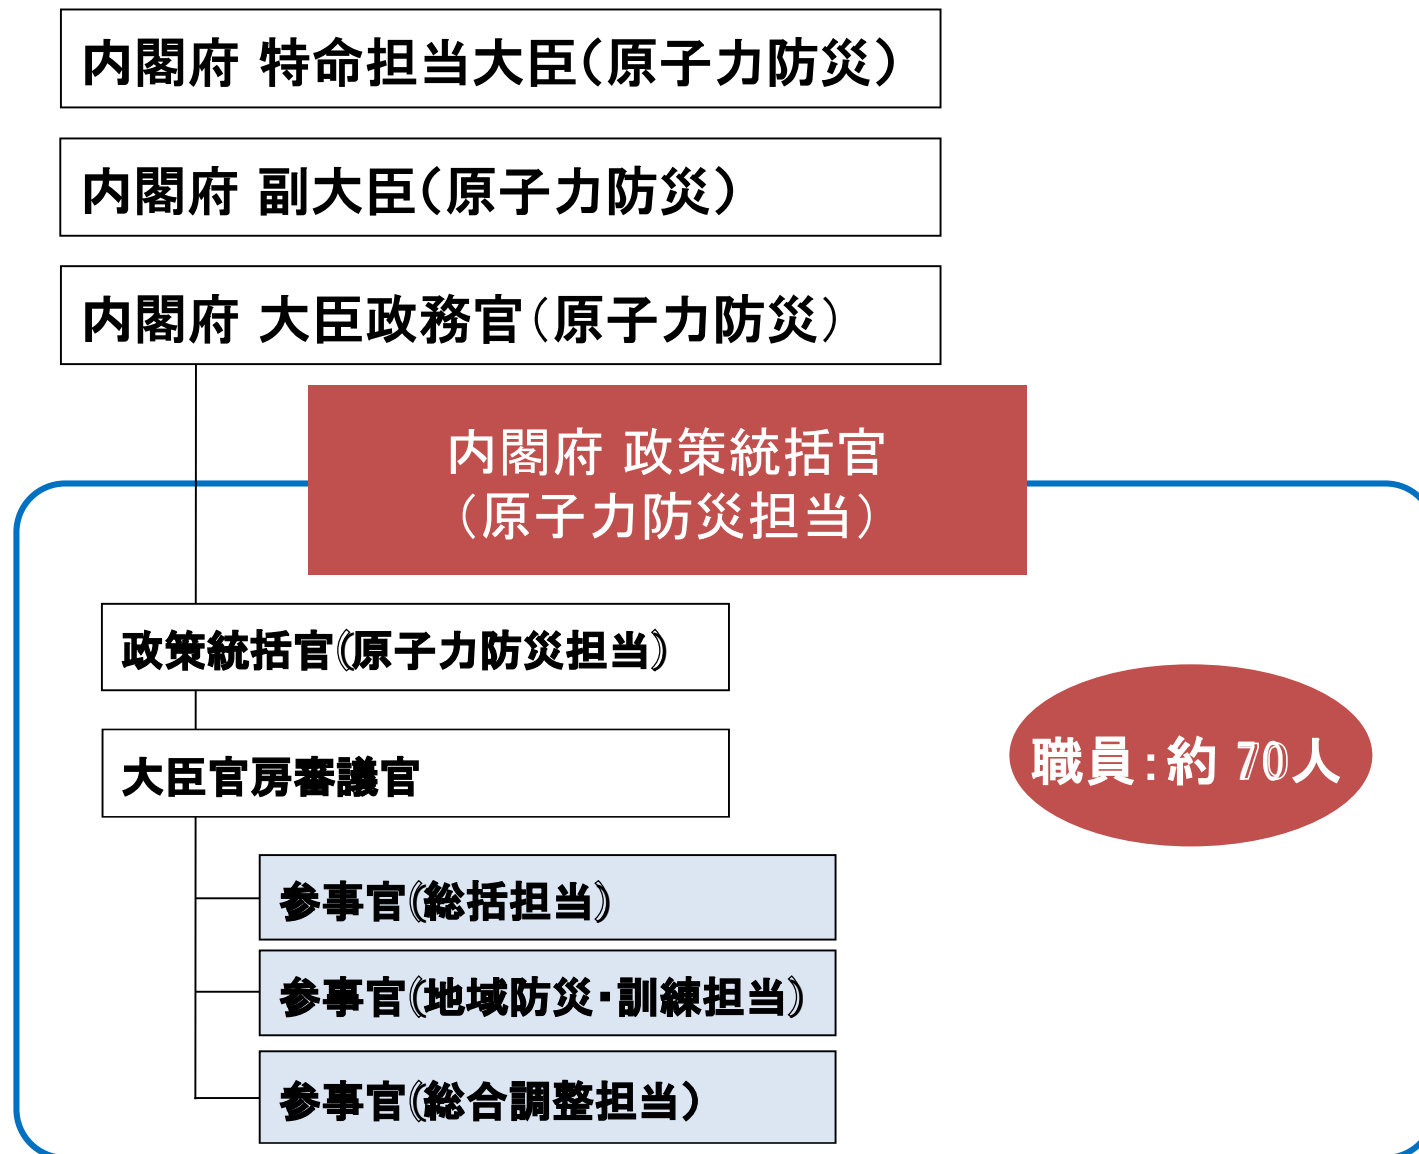 内閣府 特命担当大臣(原子力防災)
内閣府 副大臣(原子力防災)
内閣府 大臣政務官(原子力防災)
内閣府 政策統括官
(原子力防災担当)
政策統括官(原子力防災担当)
大臣官房審議官
職員:約 70人
参事官(総括担当)
参事官(地域防災・訓練担当)
参事官(総合調整担当)